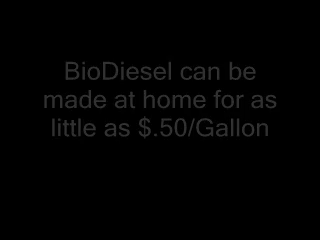 BioDiesel can be
made at home for as
little as $.50/Gallon